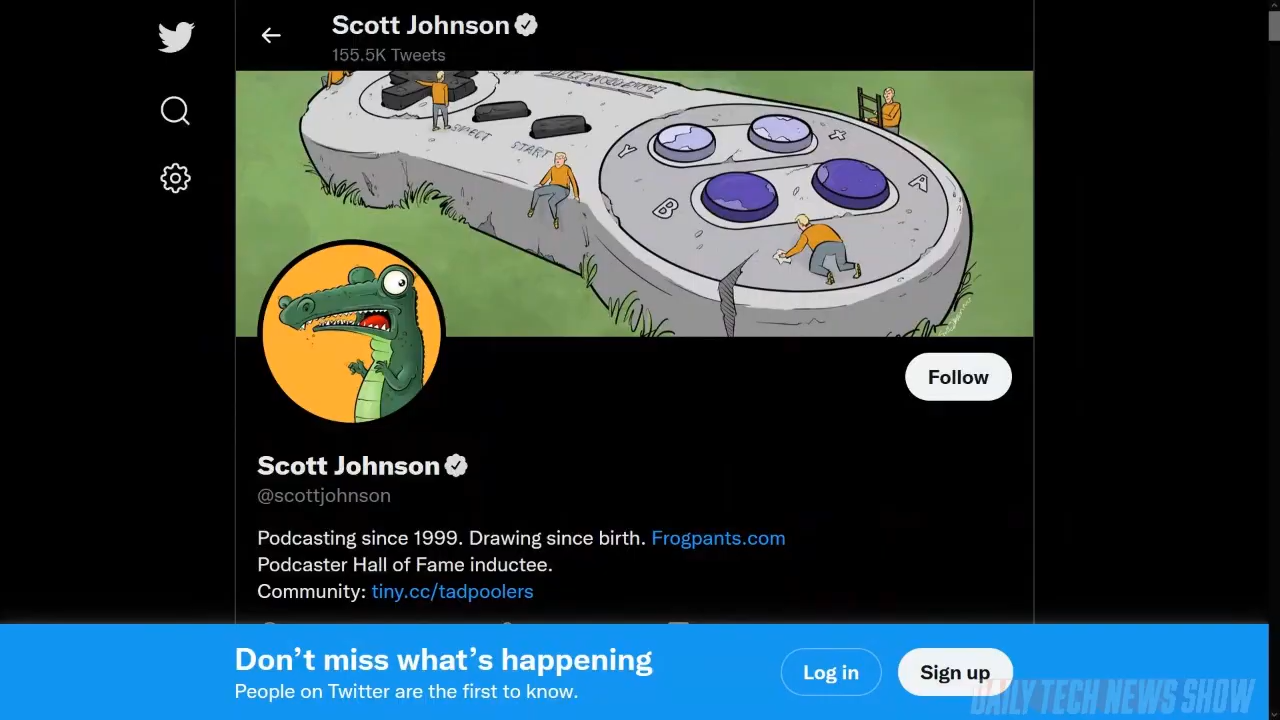 Scott Johnson
155.5K Tweets
SELECT
START
Y
X
B
A
Follow
Scott Johnson
@scottjohnson
Podcasting since 1999. Drawing since birth. Frogpants.com
Podcaster Hall of Fame inductee.
Community: tiny.cc/tadpoolers
Don’t miss what’s happening
People on Twitter are the first to know.
Log in
Sign up
DAILY TECH NEWS SHOW